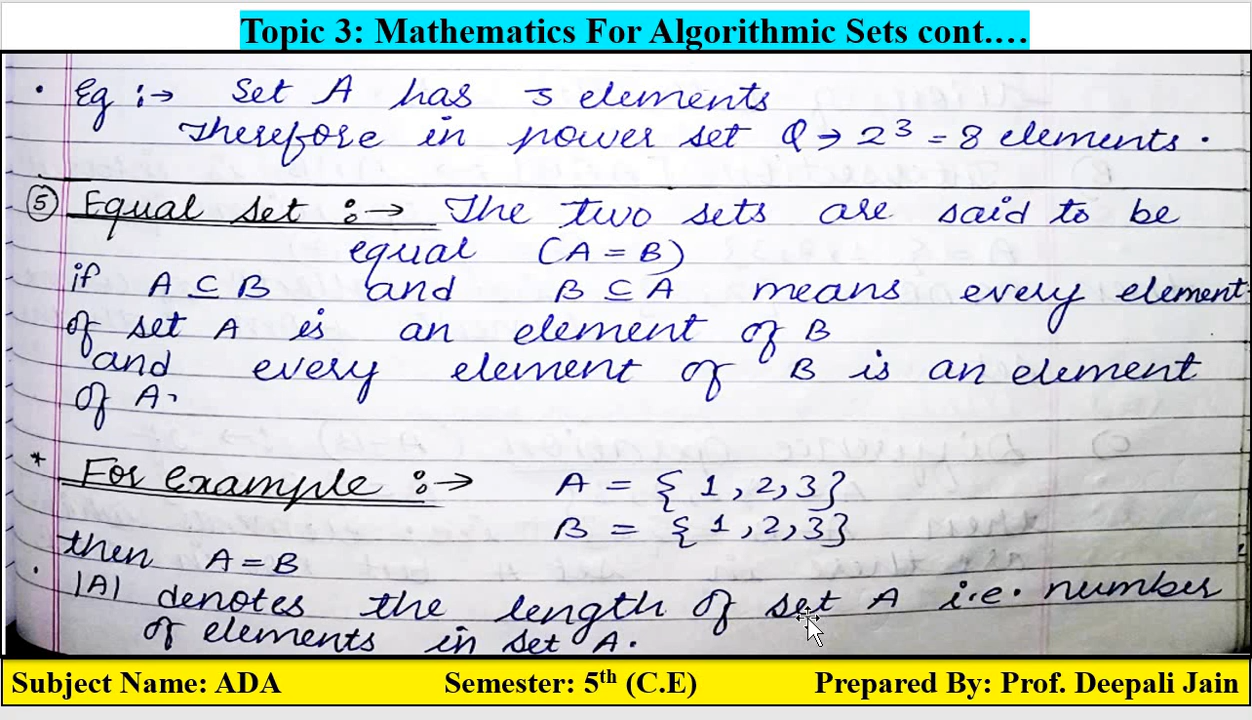 Topic 3: Mathematics For Algorithmic Sets cont.…
• Eg :→ Set A has 3 elements
Therefore in power set Q → 2³ = 8 elements.
⑤ Equal Set :→ The two sets are said to be
equal (A = B)
if A ⊆ B and B ⊆ A means every element
of set A is an element of B
and every element of B is an element
of A.
* For example :→ A = { 1, 2, 3}
B = { 1, 2, 3}
then A = B
• |A| denotes the length of set A i.e. number
of elements in set A.
Subject Name: ADA Semester: 5th (C.E) Prepared By: Prof. Deepali Jain